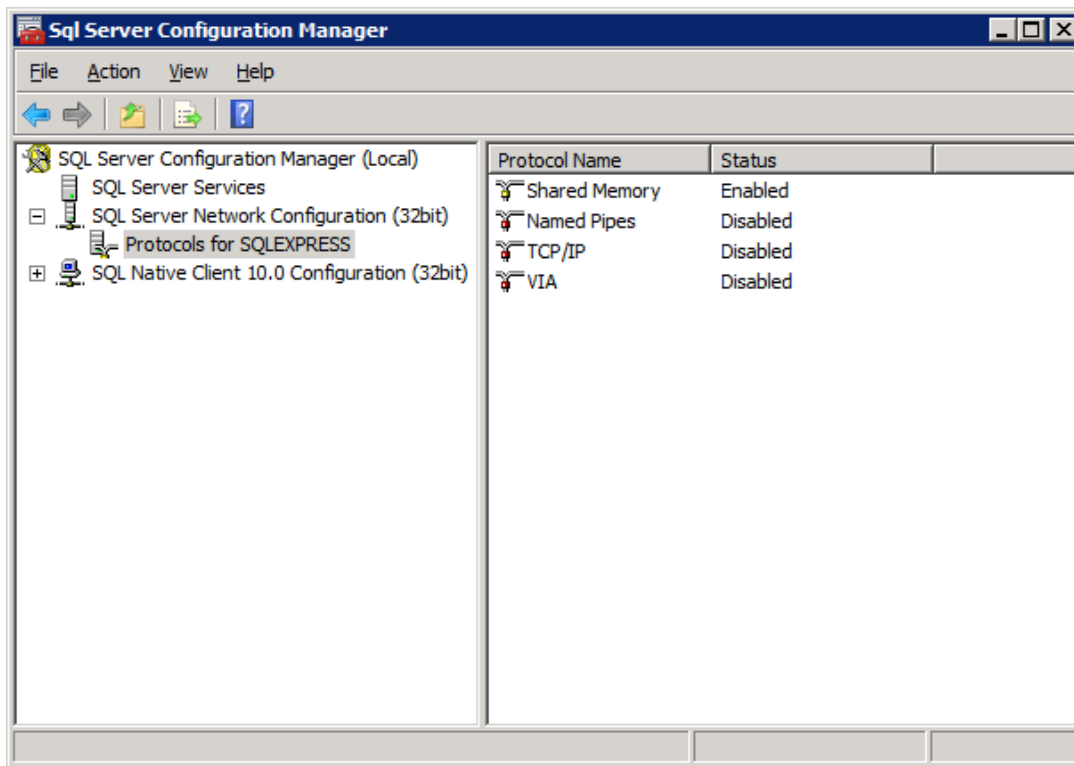 Sql Server Configuration Manager
File Action View Help
SQL Server Configuration Manager (Local)
SQL Server Services
SQL Server Network Configuration (32bit)
Protocols for SQLEXPRESS
SQL Native Client 10.0 Configuration (32bit)
Protocol Name Status
Shared Memory Enabled
Named Pipes Disabled
TCP/IP Disabled
VIA Disabled